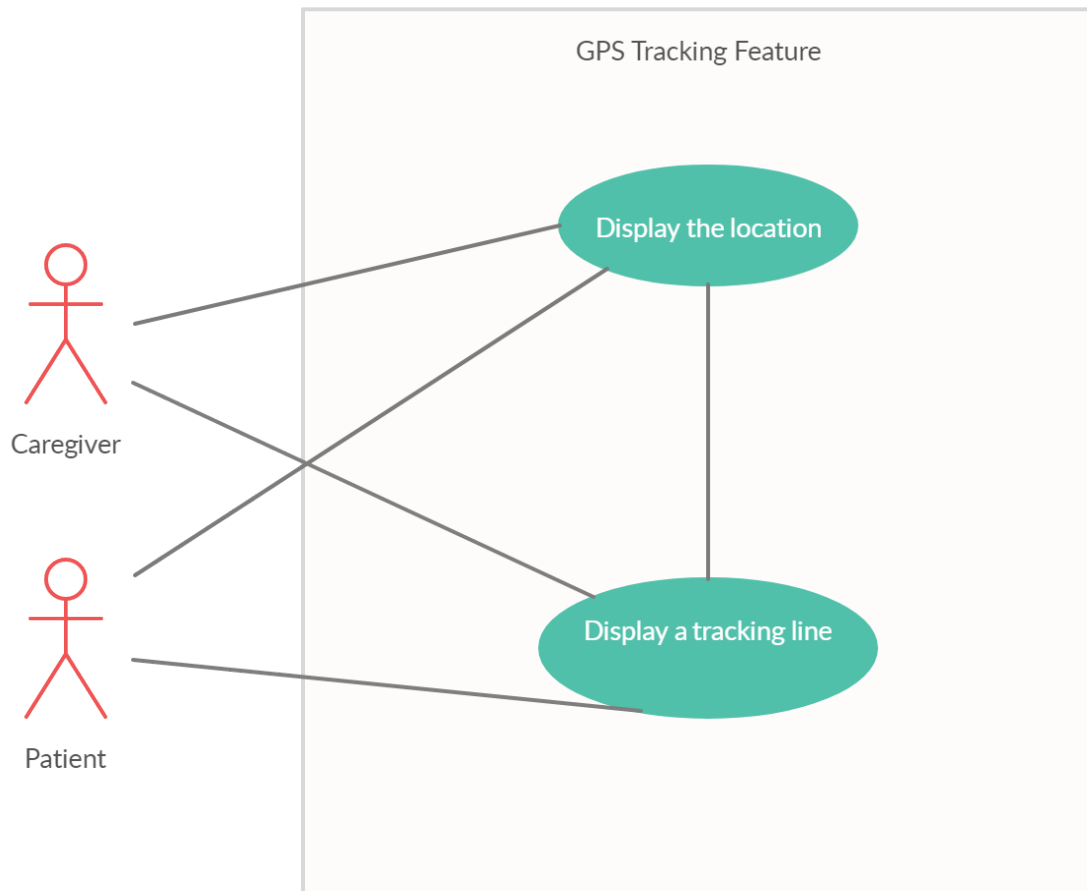 GPS Tracking Feature
Display the location
Caregiver
Display a tracking line
Patient